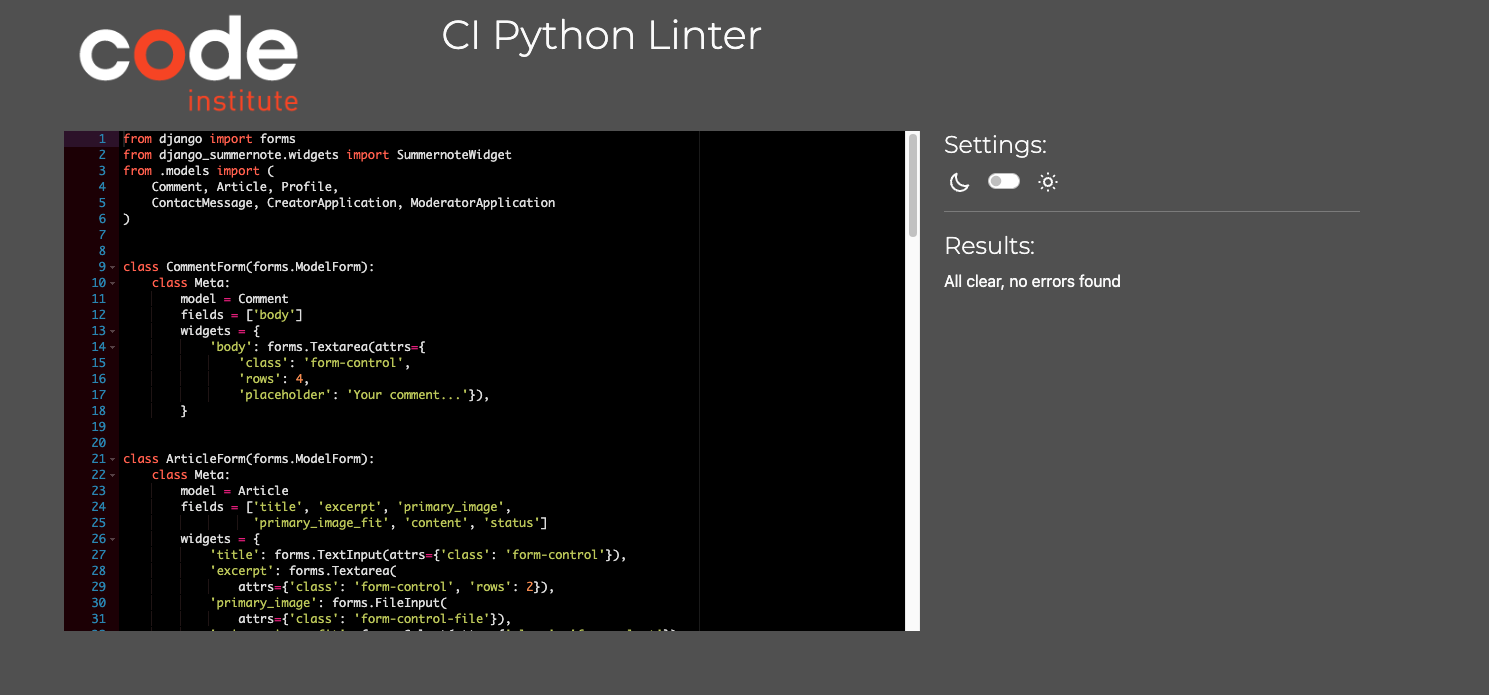 code
institute
CI Python Linter
1 from django import forms
2 from django_summernote.widgets import SummernoteWidget
3 from .models import (
4     Comment, Article, Profile,
5     ContactMessage, CreatorApplication, ModeratorApplication
6 )
7
8
9 class CommentForm(forms.ModelForm):
10     class Meta:
11         model = Comment
12         fields = ['body']
13         widgets = {
14             'body': forms.Textarea(attrs={
15                 'class': 'form-control',
16                 'rows': 4,
17                 'placeholder': 'Your comment...'}),
18         }
19
20
21 class ArticleForm(forms.ModelForm):
22     class Meta:
23         model = Article
24         fields = ['title', 'excerpt', 'primary_image',
25                   'primary_image_fit', 'content', 'status']
26         widgets = {
27             'title': forms.TextInput(attrs={'class': 'form-control'}),
28             'excerpt': forms.Textarea(
29                 attrs={'class': 'form-control', 'rows': 2}),
30             'primary_image': forms.FileInput(
31                 attrs={'class': 'form-control-file'}),
Settings:
Results:
All clear, no errors found